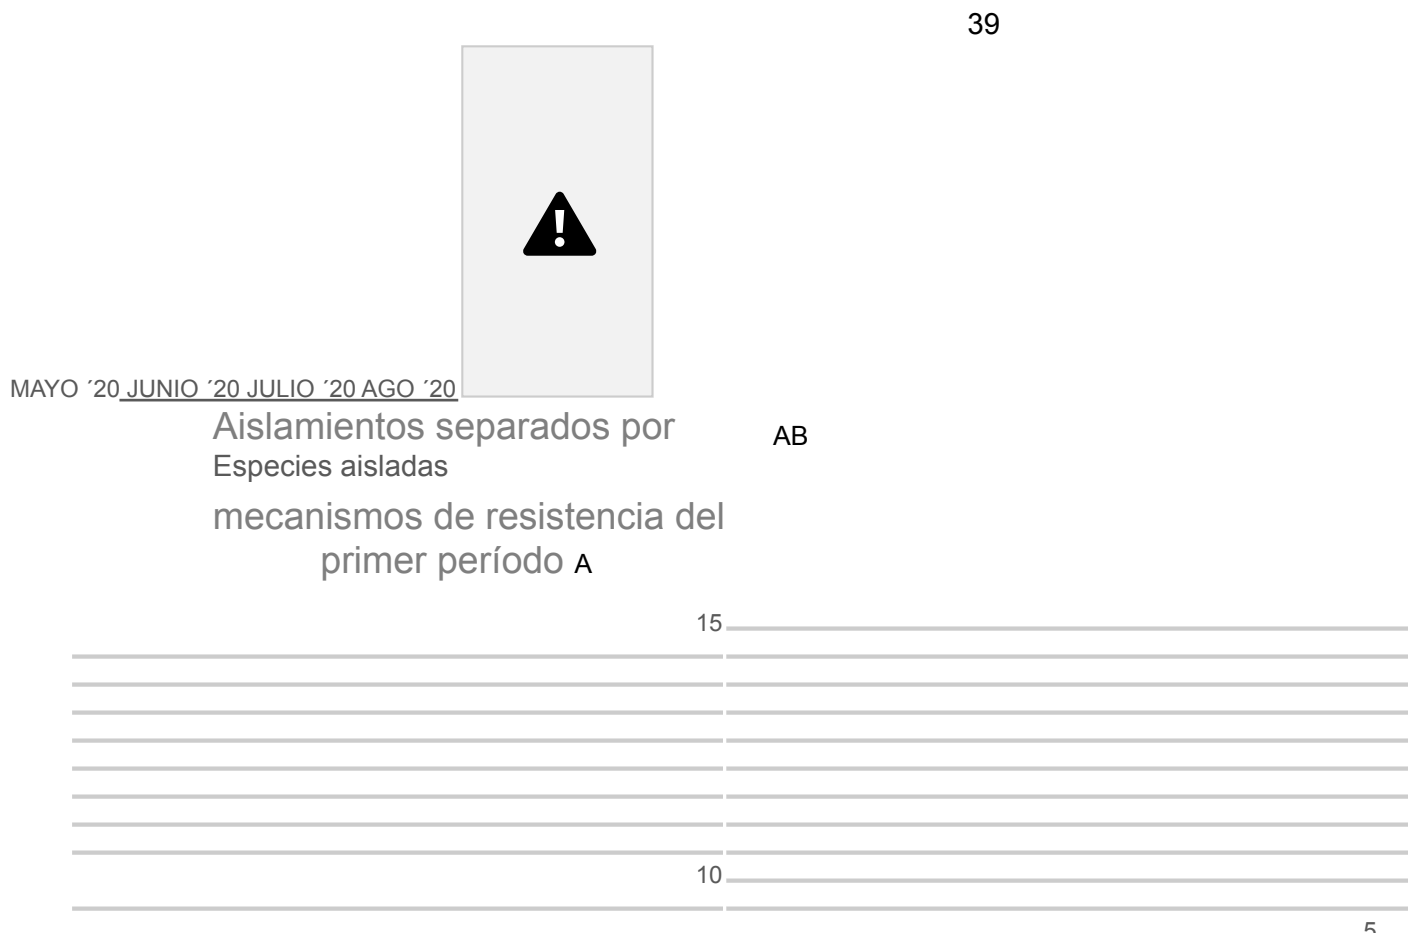 39
MAYO ´20 JUNIO ´20 JULIO ´20 AGO ´20
Aislamientos separados por
AB
Especies aisladas
mecanismos de resistencia del
primer período A
15
10
5